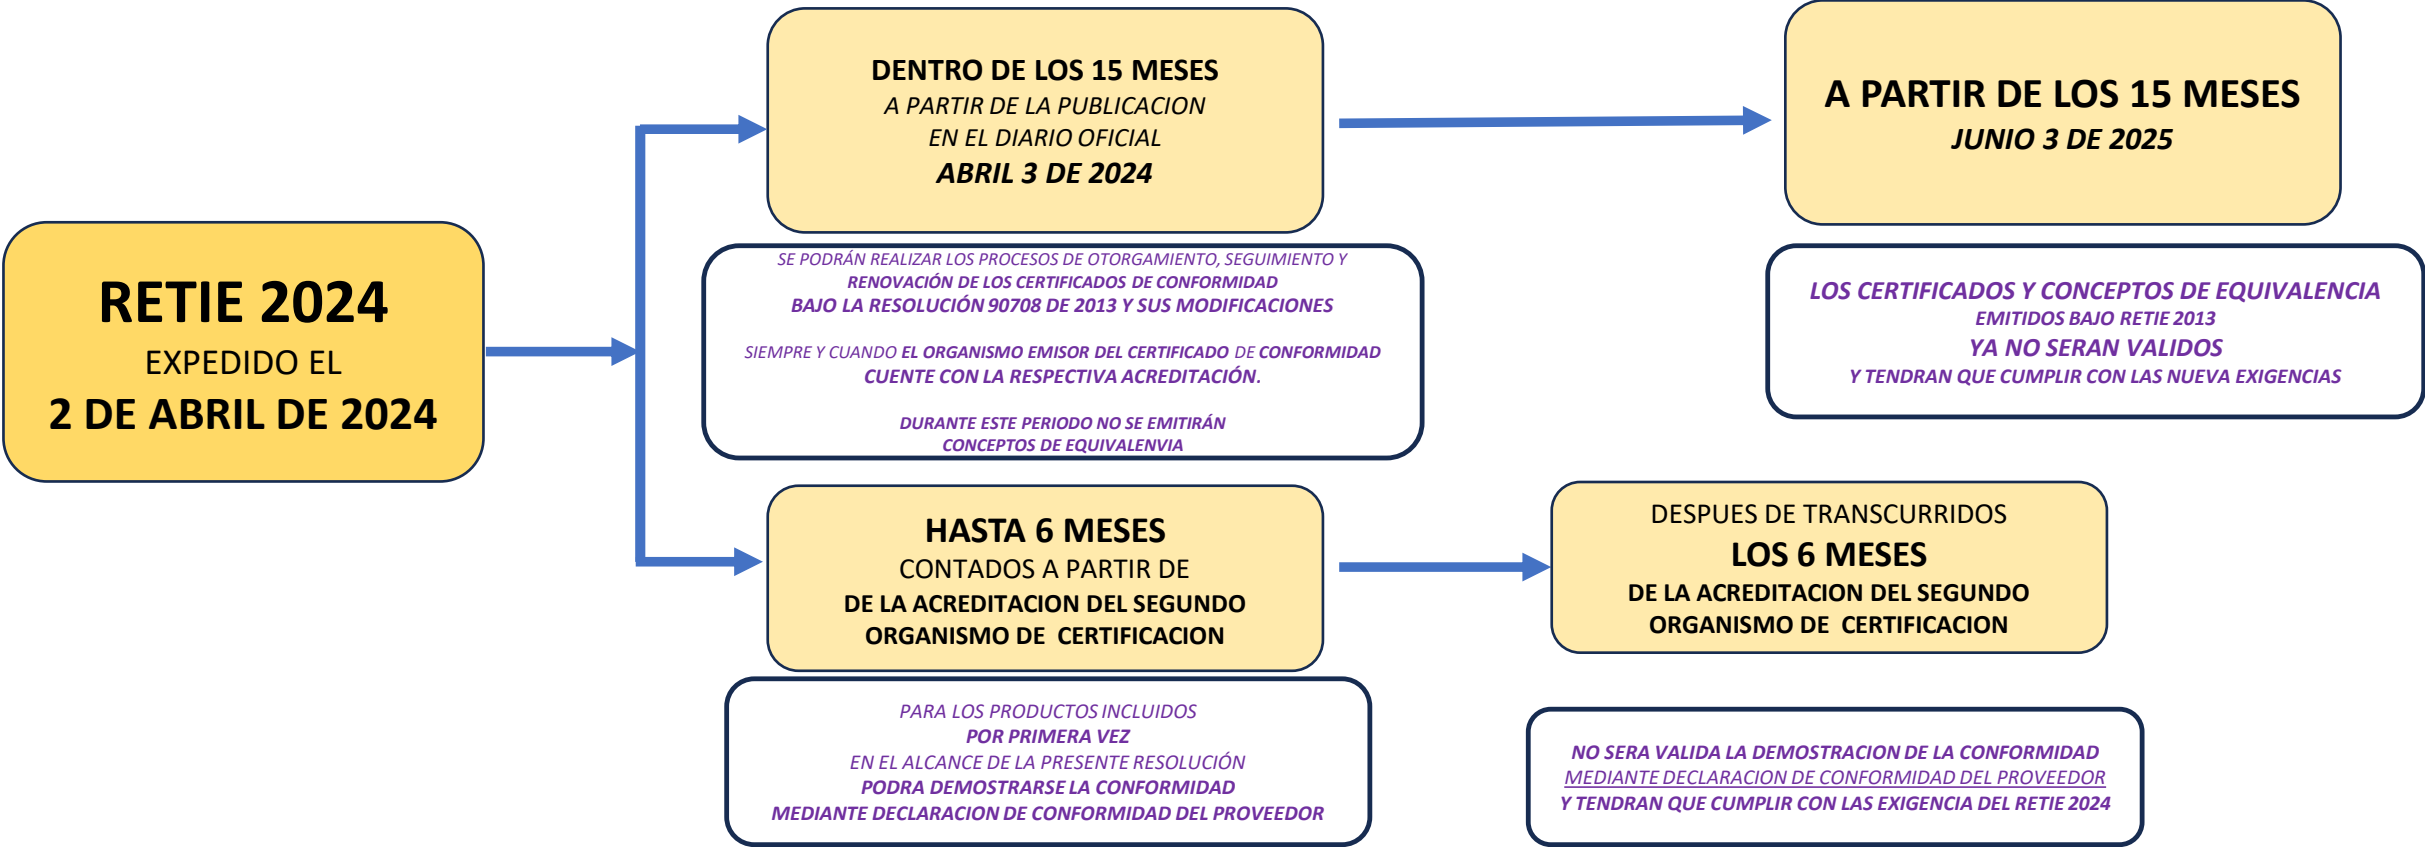 RETIE 2024
EXPEDIDO EL
2 DE ABRIL DE 2024
DENTRO DE LOS 15 MESES
A PARTIR DE LA PUBLICACION
EN EL DIARIO OFICIAL
ABRIL 3 DE 2024
SE PODRÁN REALIZAR LOS PROCESOS DE OTORGAMIENTO, SEGUIMIENTO Y
RENOVACIÓN DE LOS CERTIFICADOS DE CONFORMIDAD
BAJO LA RESOLUCIÓN 90708 DE 2013 Y SUS MODIFICACIONES
SIEMPRE Y CUANDO EL ORGANISMO EMISOR DEL CERTIFICADO DE CONFORMIDAD
CUENTE CON LA RESPECTIVA ACREDITACIÓN.
DURANTE ESTE PERIODO NO SE EMITIRÁN
CONCEPTOS DE EQUIVALENVIA
A PARTIR DE LOS 15 MESES
JUNIO 3 DE 2025
LOS CERTIFICADOS Y CONCEPTOS DE EQUIVALENCIA
EMITIDOS BAJO RETIE 2013
YA NO SERAN VALIDOS
Y TENDRAN QUE CUMPLIR CON LAS NUEVA EXIGENCIAS
HASTA 6 MESES
CONTADOS A PARTIR DE
DE LA ACREDITACION DEL SEGUNDO
ORGANISMO DE CERTIFICACION
PARA LOS PRODUCTOS INCLUIDOS
POR PRIMERA VEZ
EN EL ALCANCE DE LA PRESENTE RESOLUCIÓN
PODRA DEMOSTRARSE LA CONFORMIDAD
MEDIANTE DECLARACION DE CONFORMIDAD DEL PROVEEDOR
DESPUES DE TRANSCURRIDOS
LOS 6 MESES
DE LA ACREDITACION DEL SEGUNDO
ORGANISMO DE CERTIFICACION
NO SERA VALIDA LA DEMOSTRACION DE LA CONFORMIDAD
MEDIANTE DECLARACION DE CONFORMIDAD DEL PROVEEDOR
Y TENDRAN QUE CUMPLIR CON LAS EXIGENCIA DEL RETIE 2024